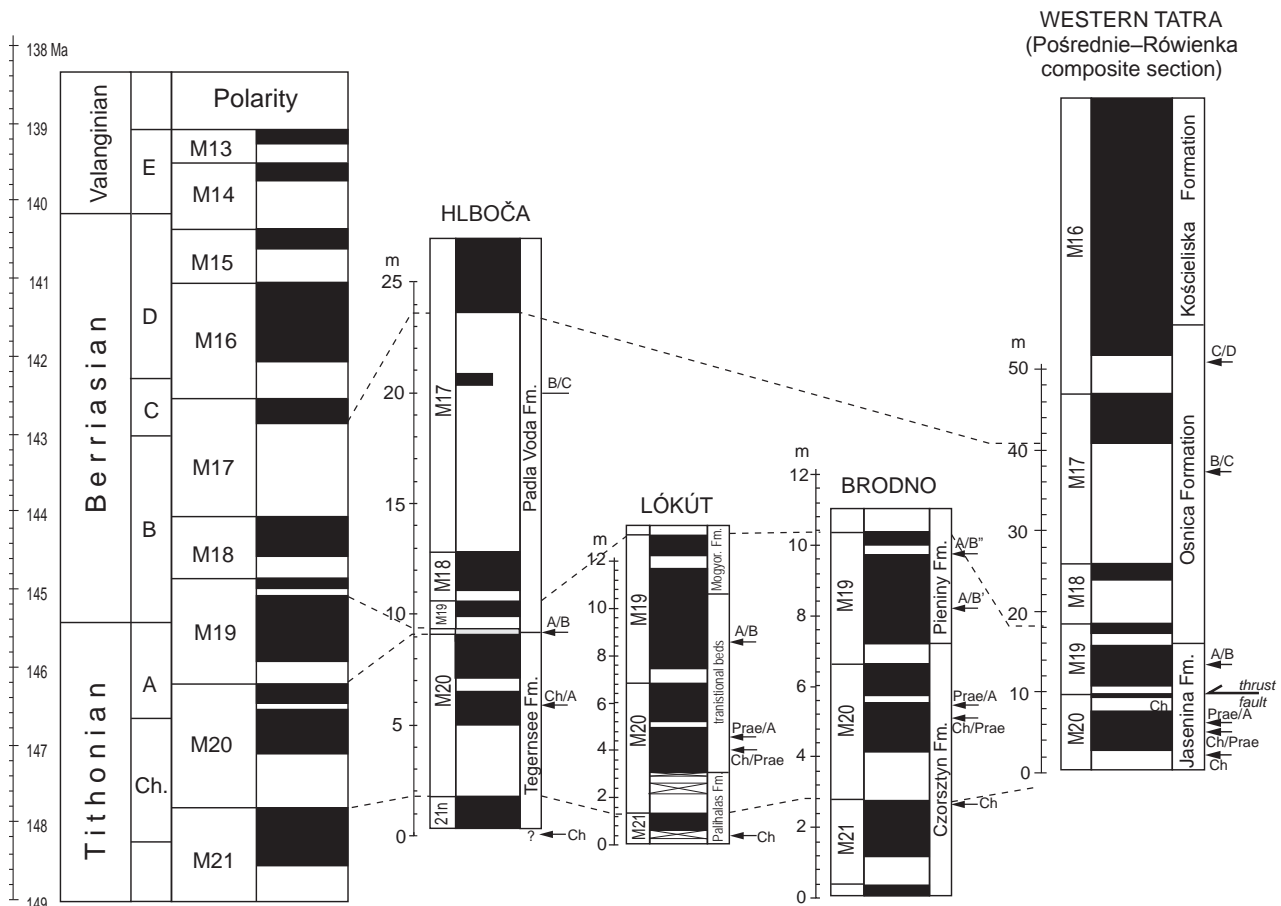 WESTERN TATRA
(Pośrednie–Rówienka
composite section)
138 Ma
139
140
141
142
143
144
145
146
147
148
149
Valanginian
Berriasian
Tithonian
E
D
C
B
A
Ch.
Polarity
M13
M14
M15
M16
M17
M18
M19
M20
M21
HLBOČA
m
25
20
15
10
5
0
M17
M18
M19
M20
21n
Padla Voda Fm.
Tegernsee Fm.
B/C
A/B
Ch/A
? Ch
LÓKÚT
m
12
10
8
6
4
2
0
M19
M20
M21
Mogyor. Fm.
tranistional beds
Palihalas Fm
A/B
Prae/A
Ch/Prae
Ch
BRODNO
m
12
10
8
6
4
2
0
M19
M20
M21
Pieniny Fm.
Czorsztyn Fm.
A/B"
A/B'
Prae/A
Ch/Prae
Ch
m
50
40
30
20
10
0
M16
M17
M18
M19
M20
Kościeliska Formation
Osnica Formation
Jasenina Fm.
C/D
B/C
A/B
thrust
fault
Ch
Prae/A
Ch/Prae
Ch